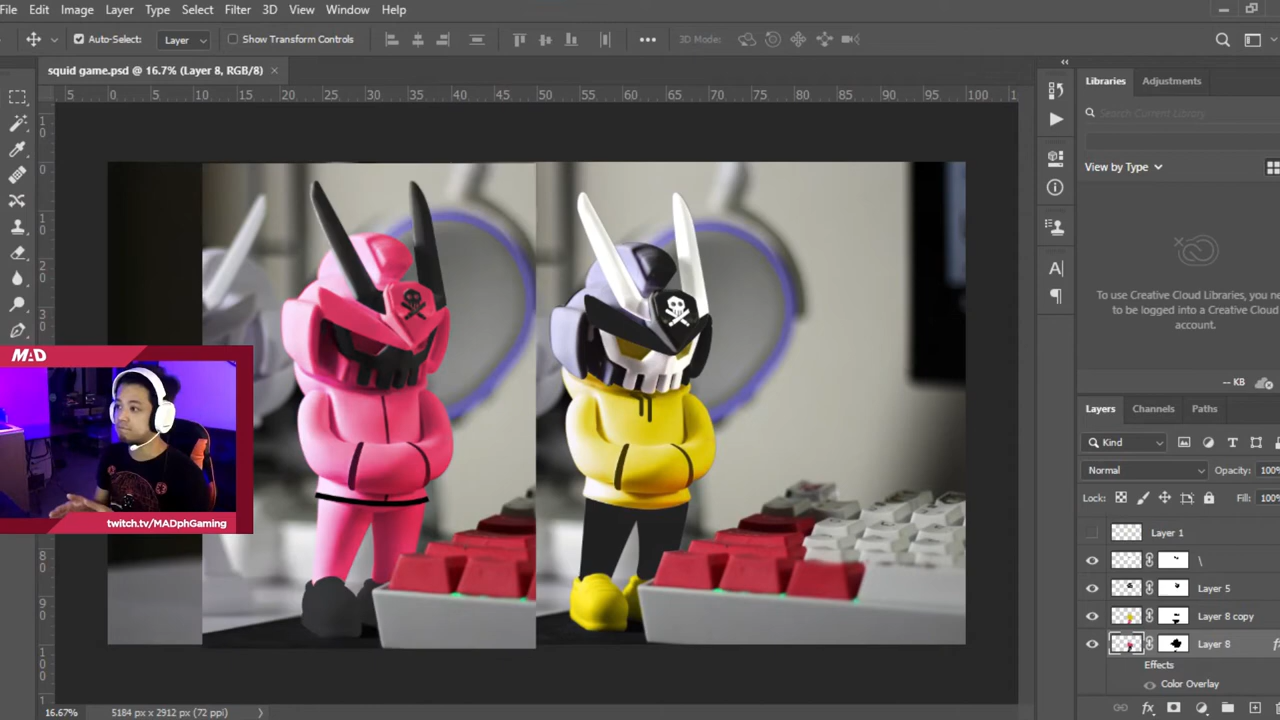 File Edit Image Layer Type Select Filter 3D View Window Help
Auto-Select: Layer Show Transform Controls 3D Mode:
squid game.psd @ 16.7% (Layer 8, RGB/8)
Libraries Adjustments
5 0 5 10 15 20 25 30 35 40 45 50 55 60 65 70 75 80 85 90 95 100 1
Search Current Library
View by Type
To use Creative Cloud Libraries, you ne
to be logged into a Creative Cloud
account.
-- KB
MAD
twitch.tv/MADphGaming
Layers Channels Paths
Kind
Normal Opacity: 100%
Lock: Fill: 100
Layer 1
\
Layer 5
Layer 8 copy
Layer 8
Effects
Color Overlay
16.67% 5184 px x 2912 px (72 ppi)